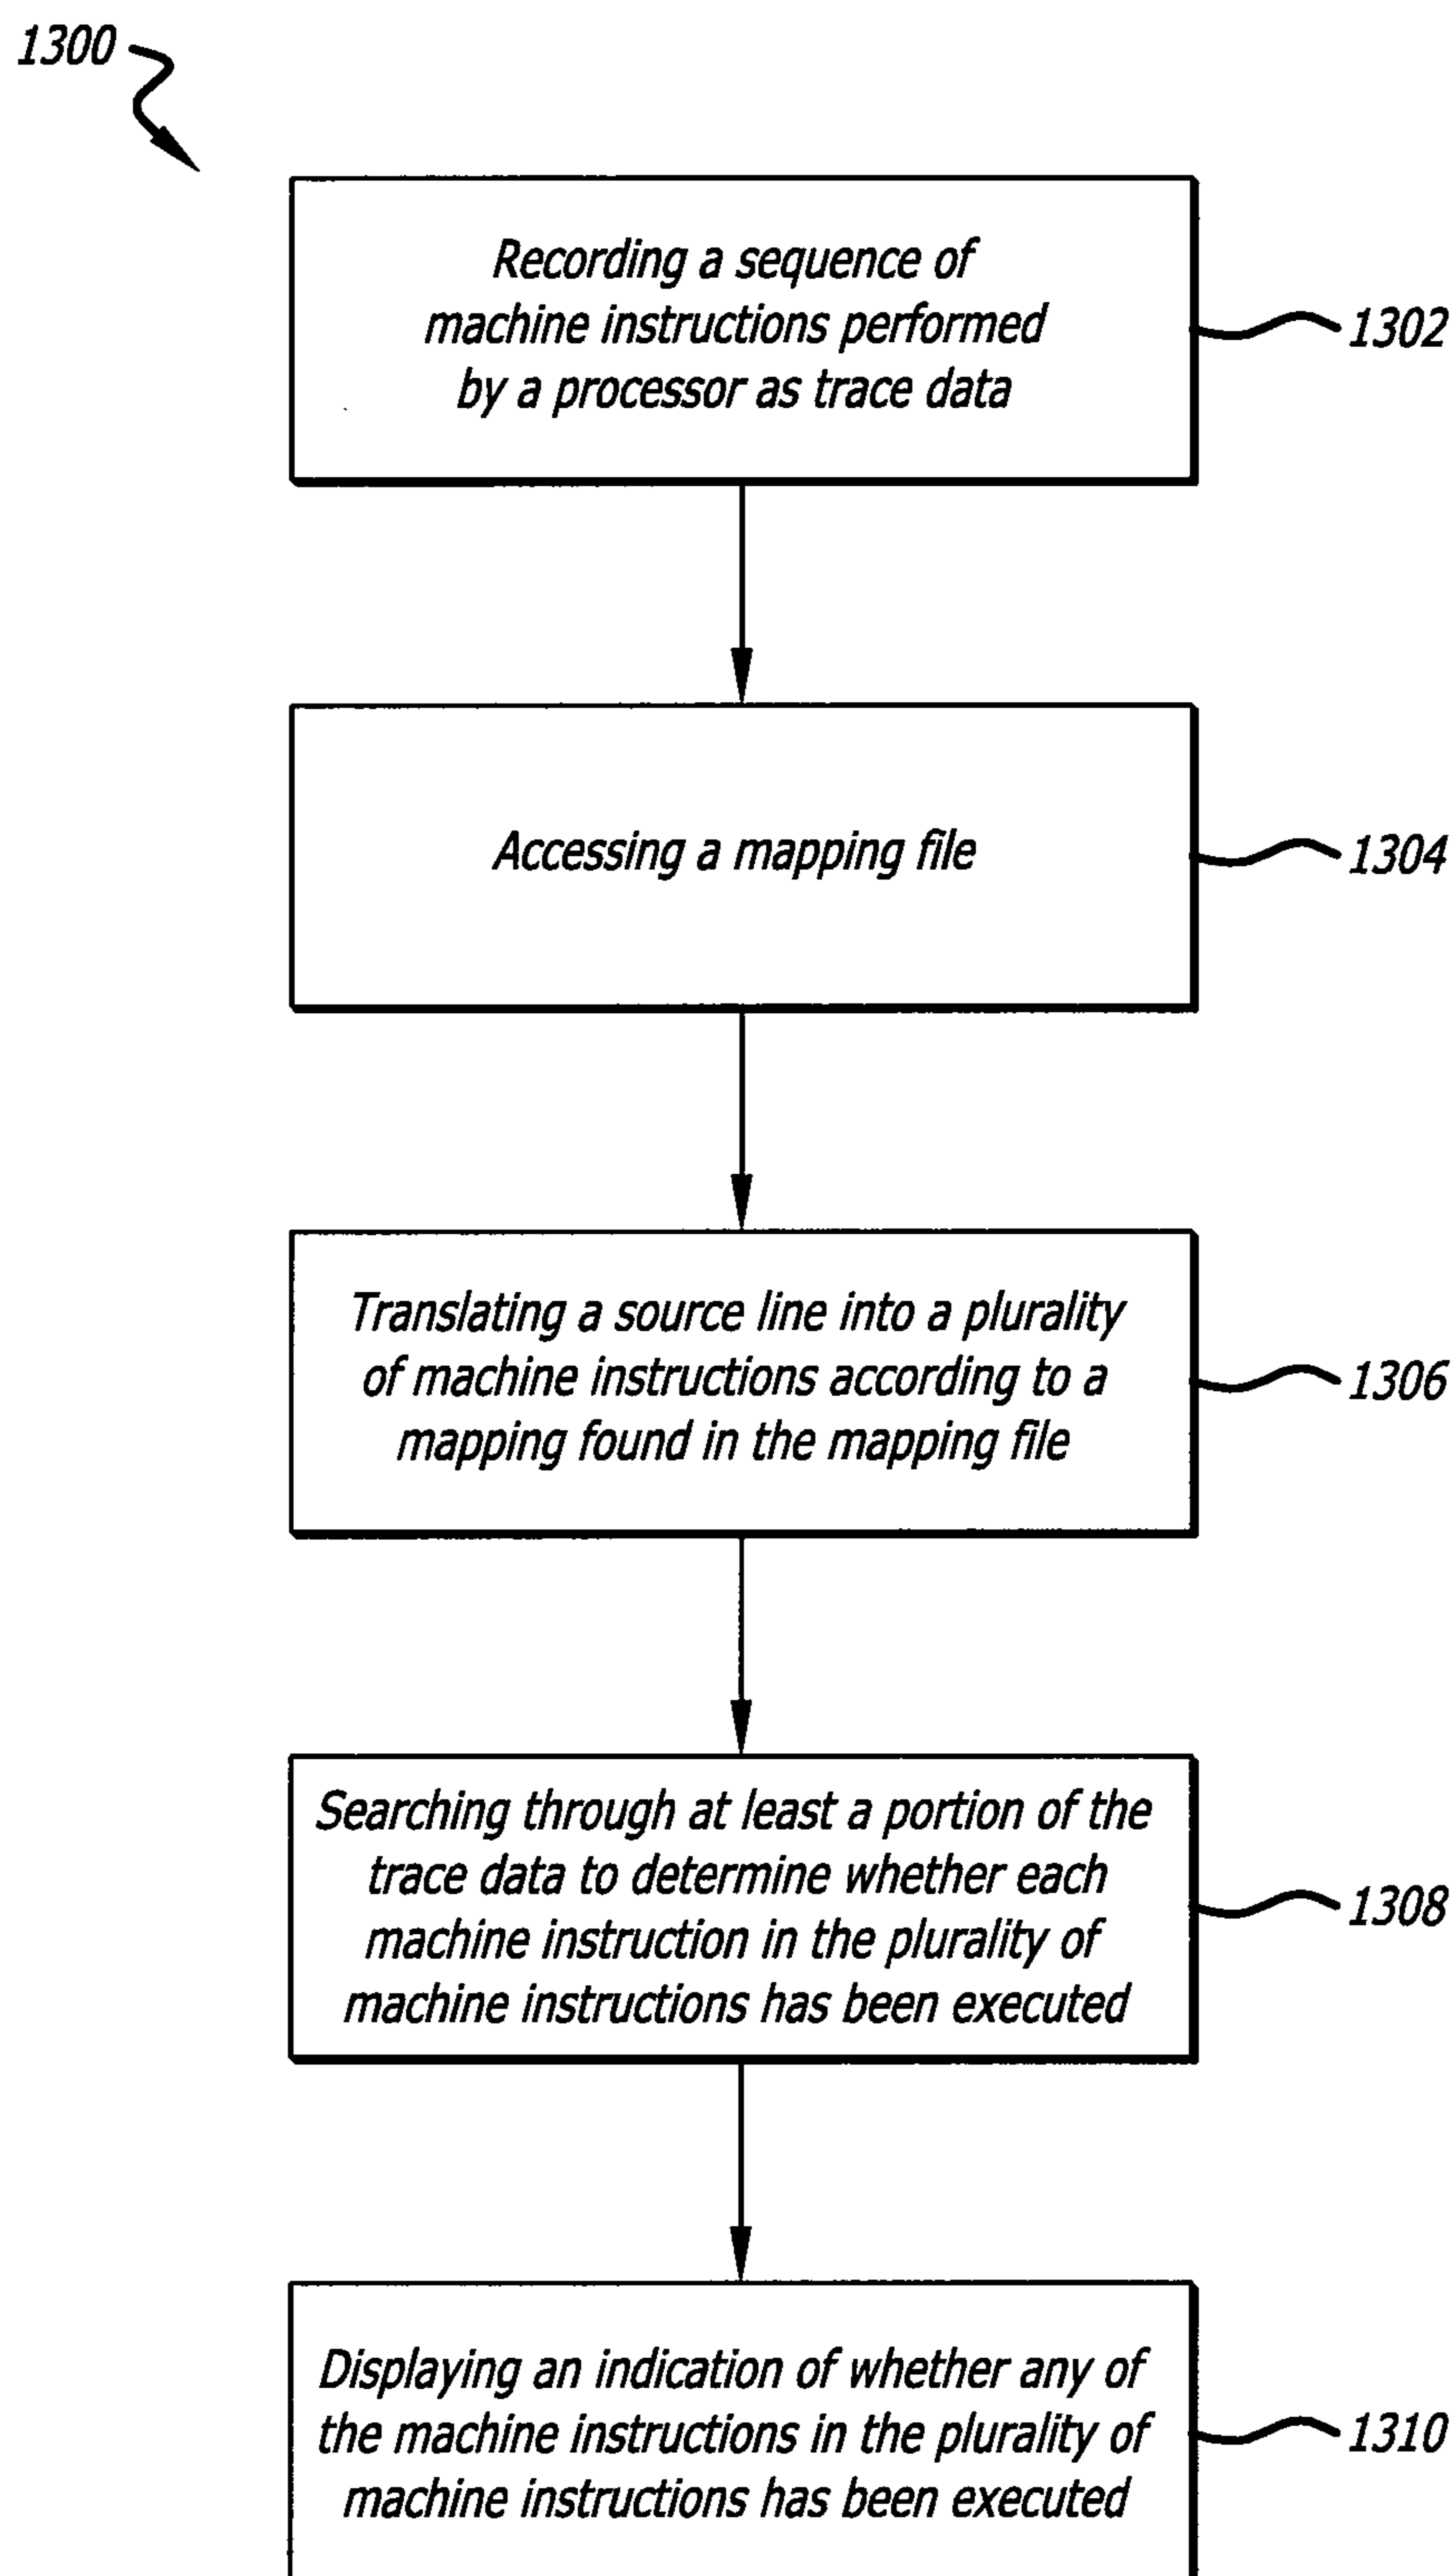 1300
Recording a sequence of
machine instructions performed
by a processor as trace data
1302
Accessing a mapping file
1304
Translating a source line into a plurality
of machine instructions according to a
mapping found in the mapping file
1306
Searching through at least a portion of the
trace data to determine whether each
machine instruction in the plurality of
machine instructions has been executed
1308
Displaying an indication of whether any of
the machine instructions in the plurality of
machine instructions has been executed
1310